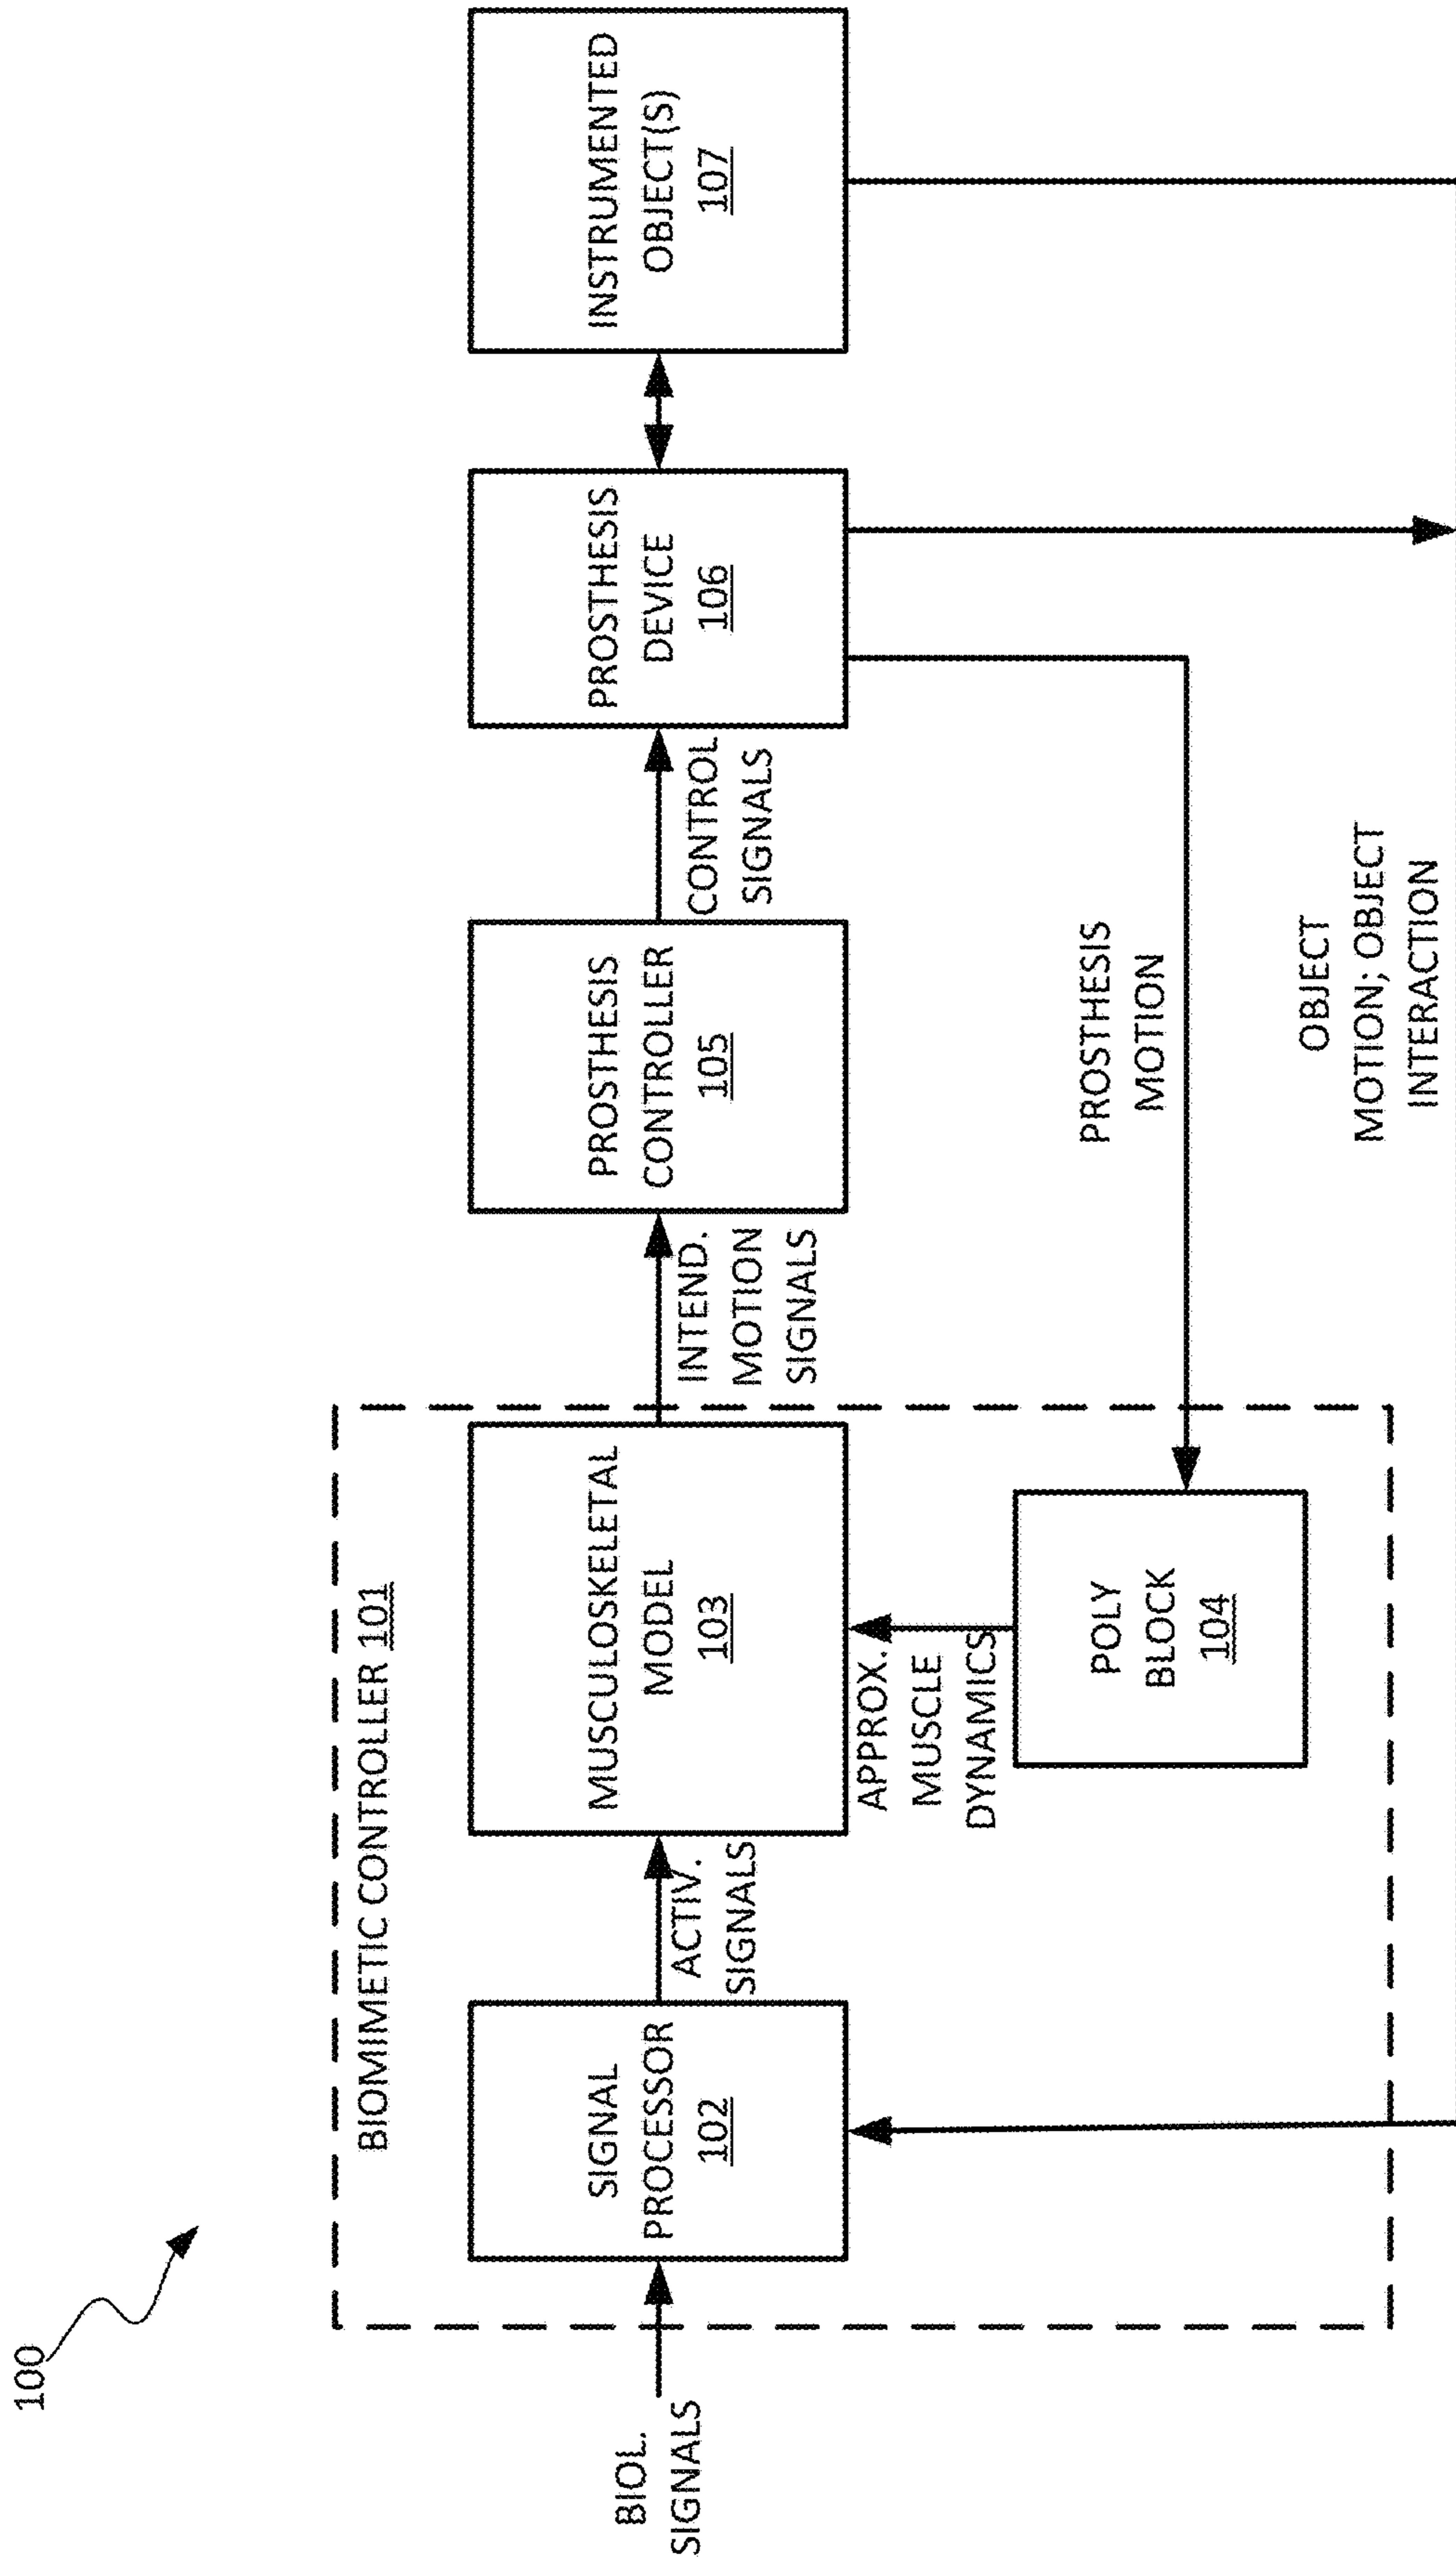 100
BIOMIMETIC CONTROLLER 101
BIOL.
SIGNALS
SIGNAL
PROCESSOR
102
ACTIV.
SIGNALS
MUSCULOSKELETAL
MODEL
103
APPROX.
MUSCLE
DYNAMICS
POLY
BLOCK
104
INTEND.
MOTION
SIGNALS
PROSTHESIS
CONTROLLER
105
CONTROL
SIGNALS
PROSTHESIS
DEVICE
106
INSTRUMENTED
OBJECT(S)
107
PROSTHESIS
MOTION
OBJECT
MOTION; OBJECT
INTERACTION